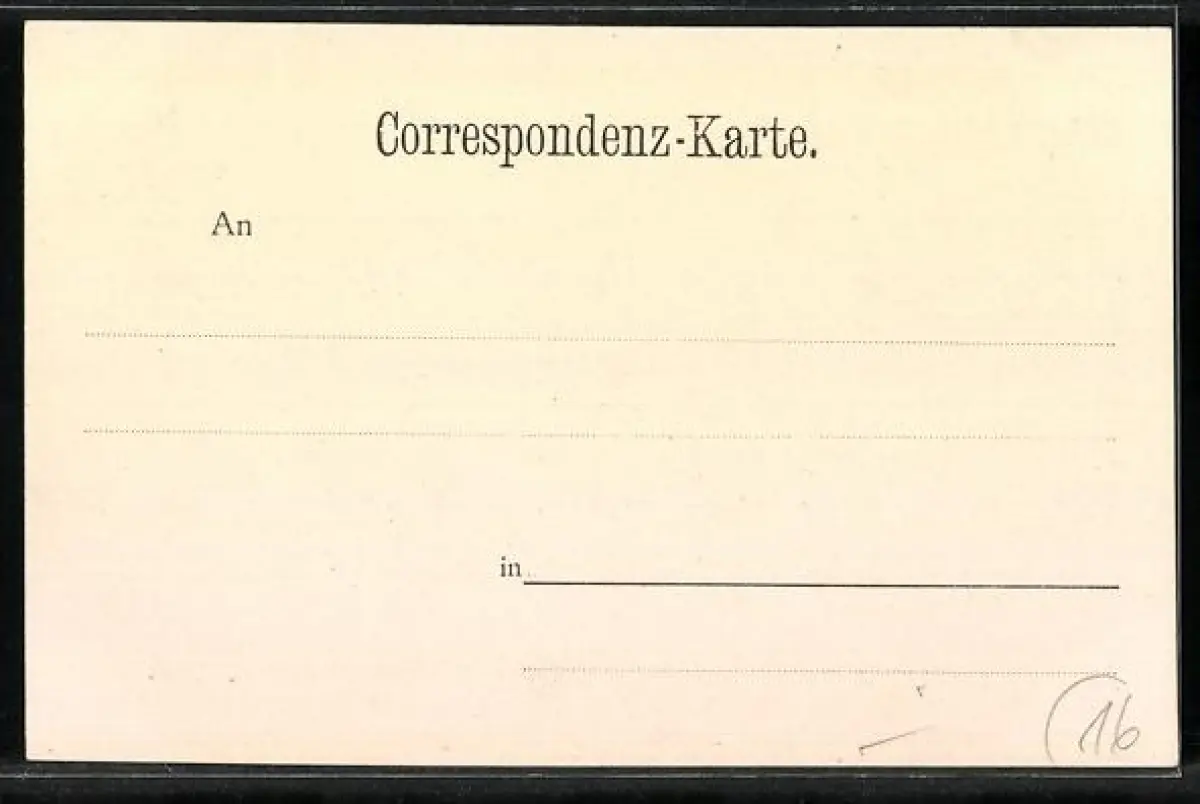 Correspondenz-Karte.
An
in
16